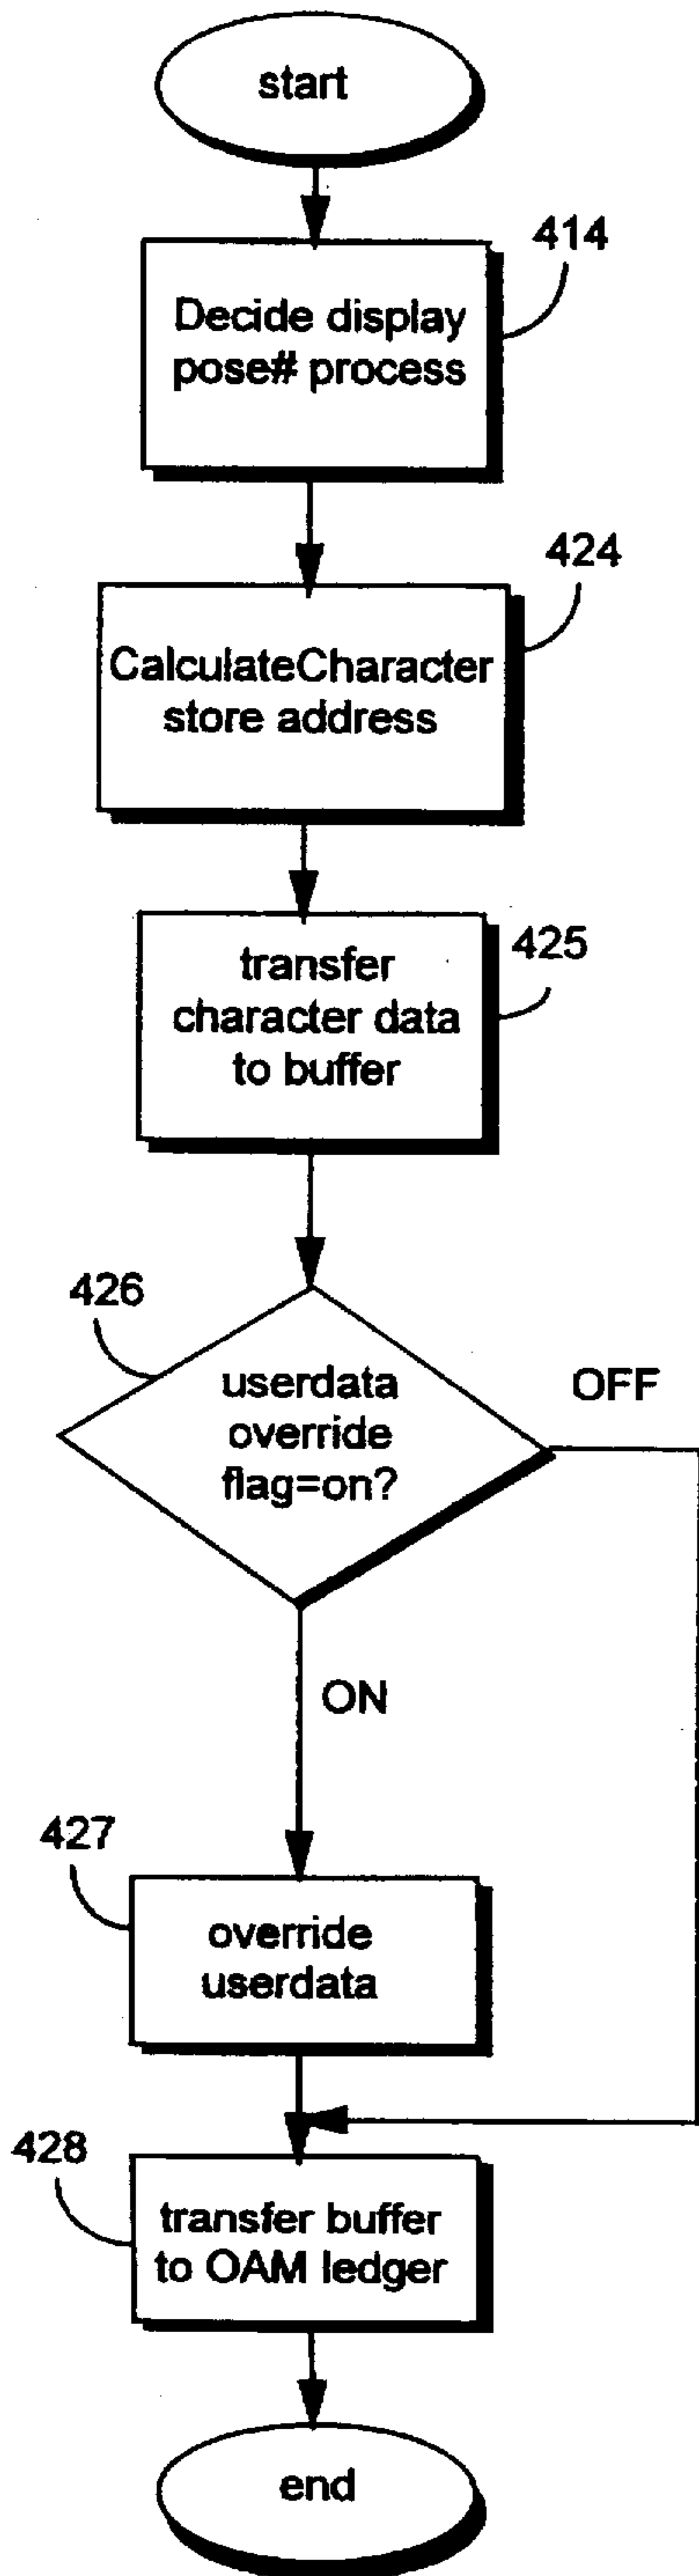 start
414
Decide display
pose# process
424
CalculateCharacter
store address
425
transfer
character data
to buffer
426
userdata
override
flag=on?
OFF
ON
427
override
userdata
428
transfer buffer
to OAM ledger
end